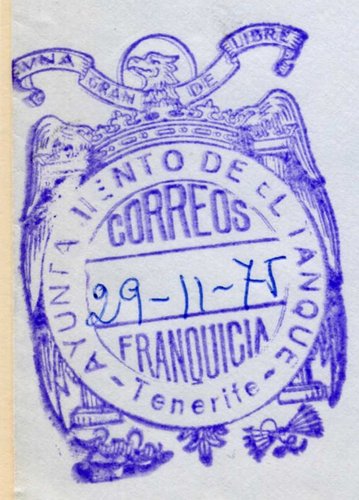 UNA GRANDE LIBRE
AYUNTAMIENTO DE EL TANQUE
CORREOS
29-11-75
FRANQUICIA
- Tenerife -